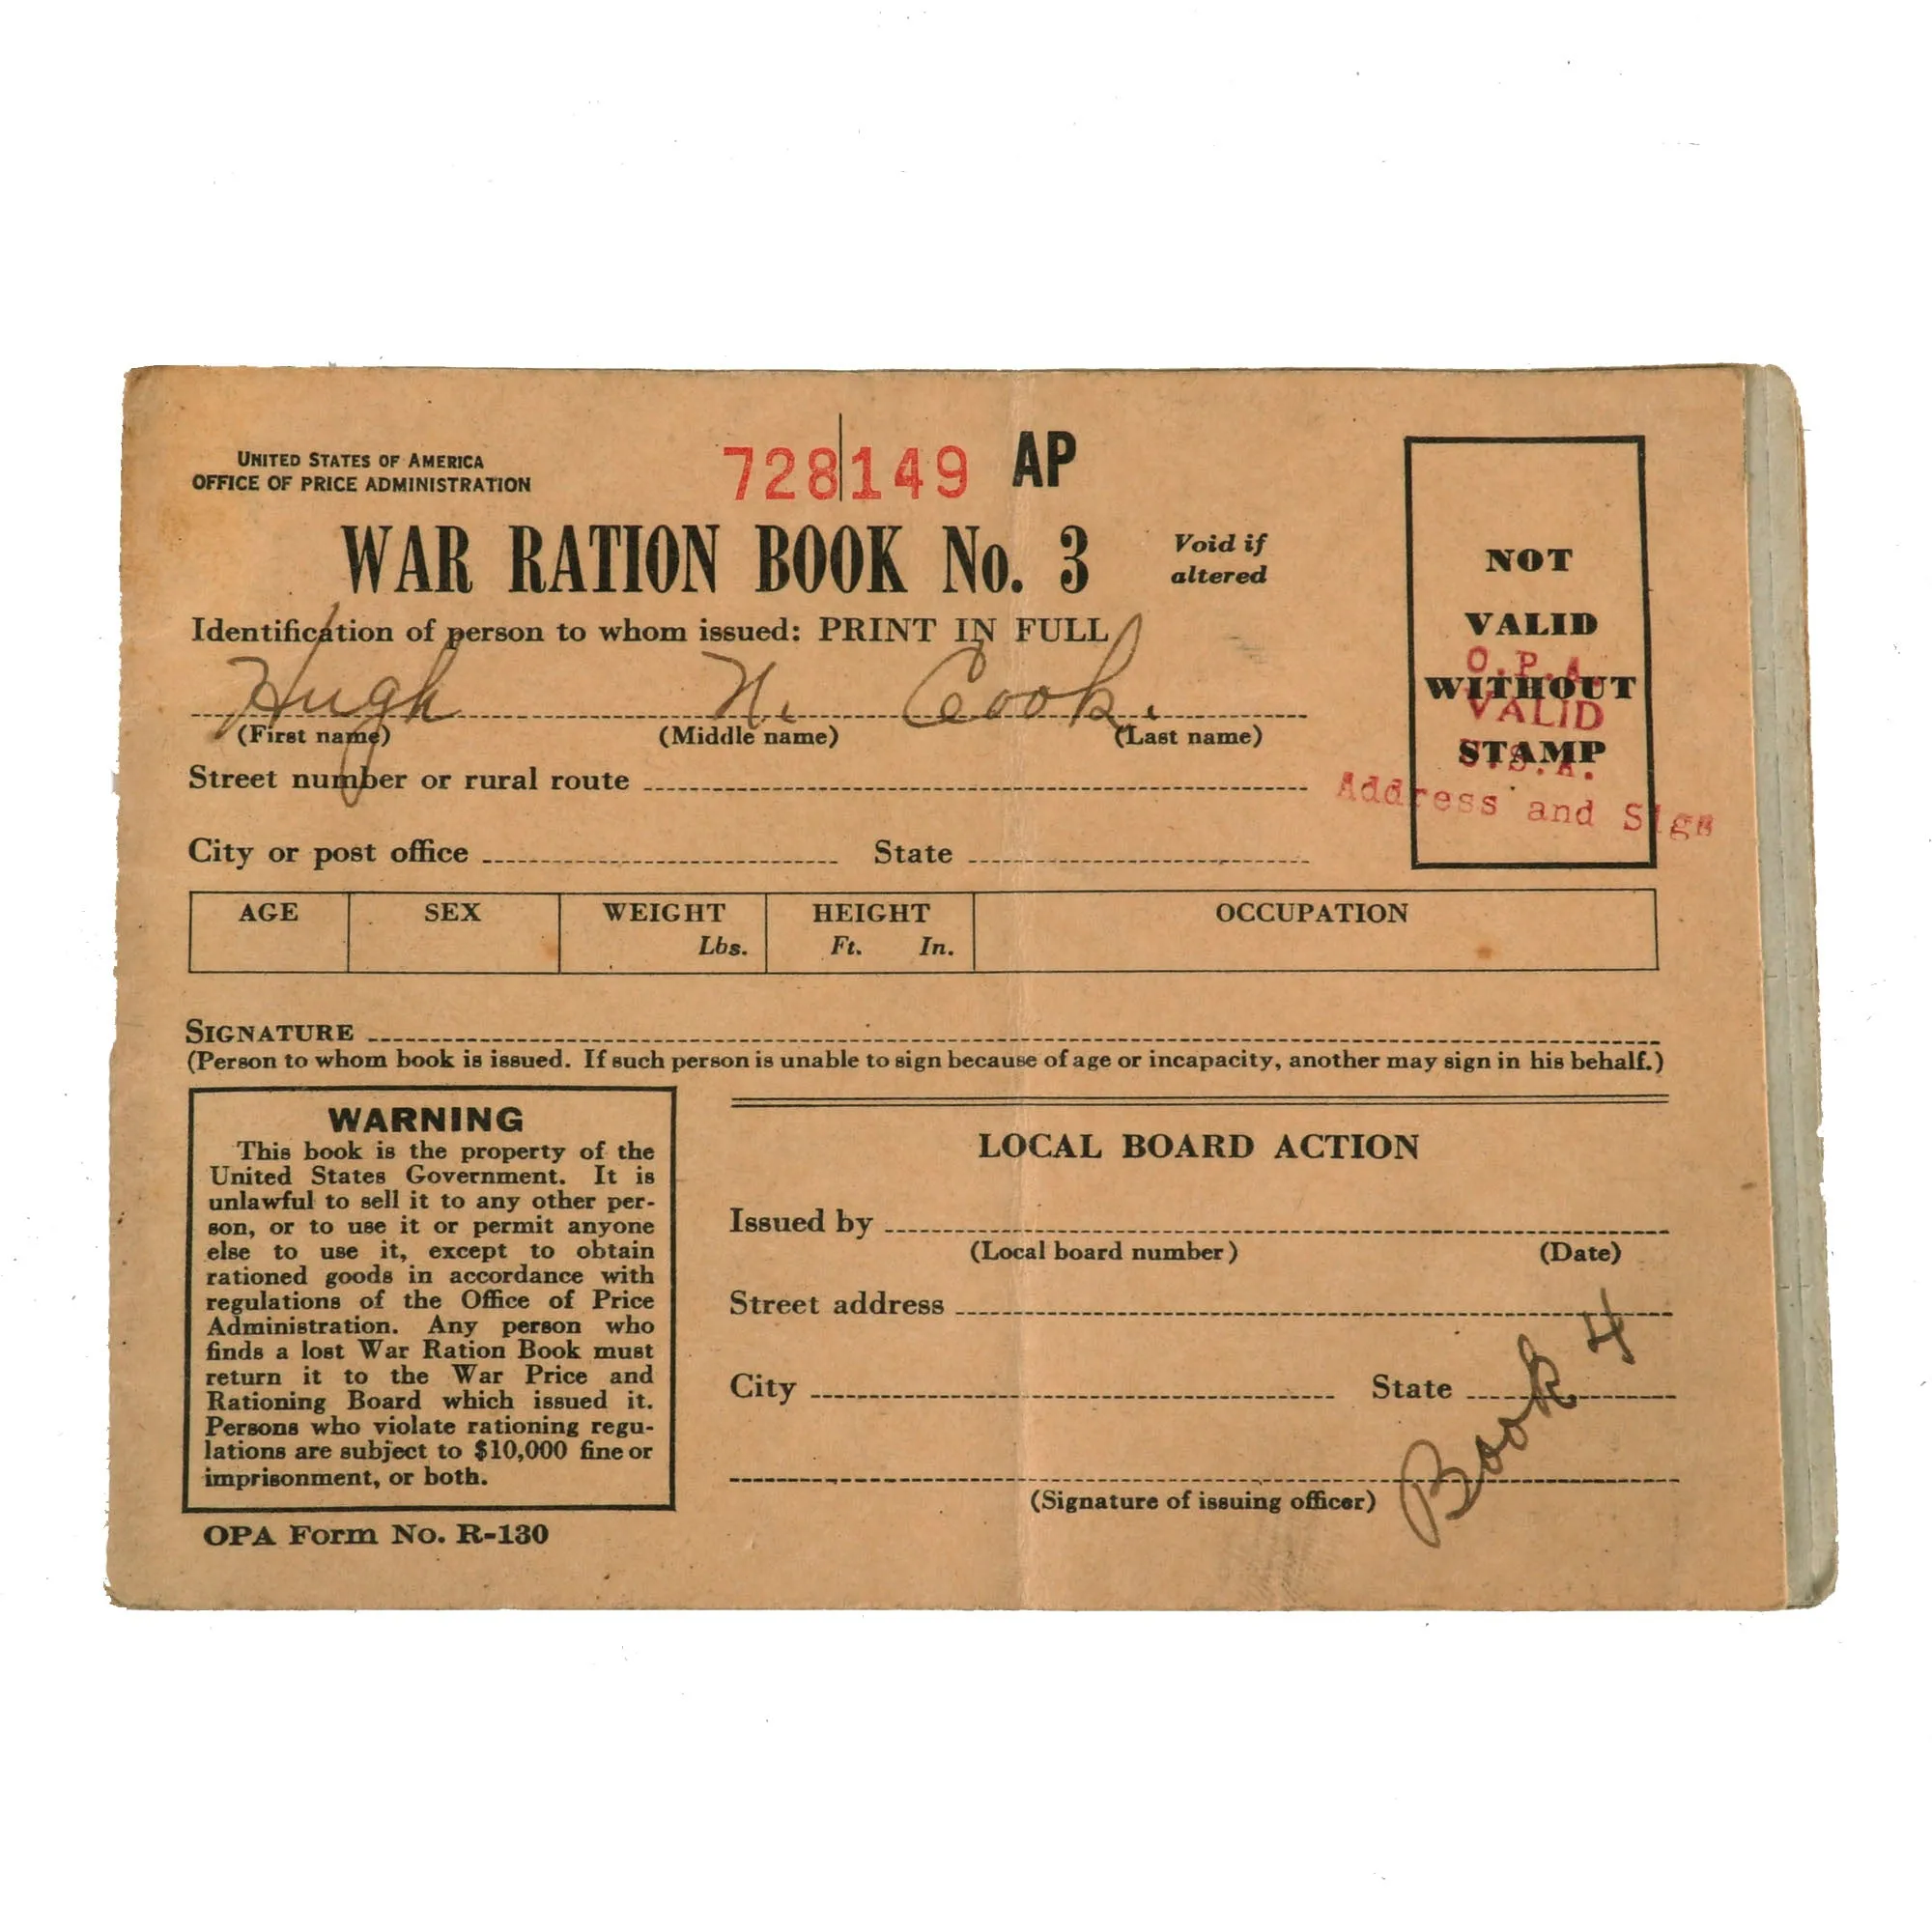 UNITED STATES OF AMERICA
OFFICE OF PRICE ADMINISTRATION
728149 AP
WAR RATION BOOK No. 3
Void if
altered
Identification of person to whom issued: PRINT IN FULL
Hugh N. Cook.
(First name) (Middle name) (Last name)
Street number or rural route
City or post office State
NOT
VALID
WITHOUT
STAMP
O.P.A.
VALID
U.S.A.
Address and Sign
AGE SEX WEIGHT HEIGHT OCCUPATION
Lbs. Ft. In.
SIGNATURE
(Person to whom book is issued. If such person is unable to sign because of age or incapacity, another may sign in his behalf.)
WARNING
This book is the property of the
United States Government. It is
unlawful to sell it to any other per-
son, or to use it or permit anyone
else to use it, except to obtain
rationed goods in accordance with
regulations of the Office of Price
Administration. Any person who
finds a lost War Ration Book must
return it to the War Price and
Rationing Board which issued it.
Persons who violate rationing regu-
lations are subject to $10,000 fine or
imprisonment, or both.
OPA Form No. R-130
LOCAL BOARD ACTION
Issued by
(Local board number) (Date)
Street address
City State
(Signature of issuing officer)
Book 4